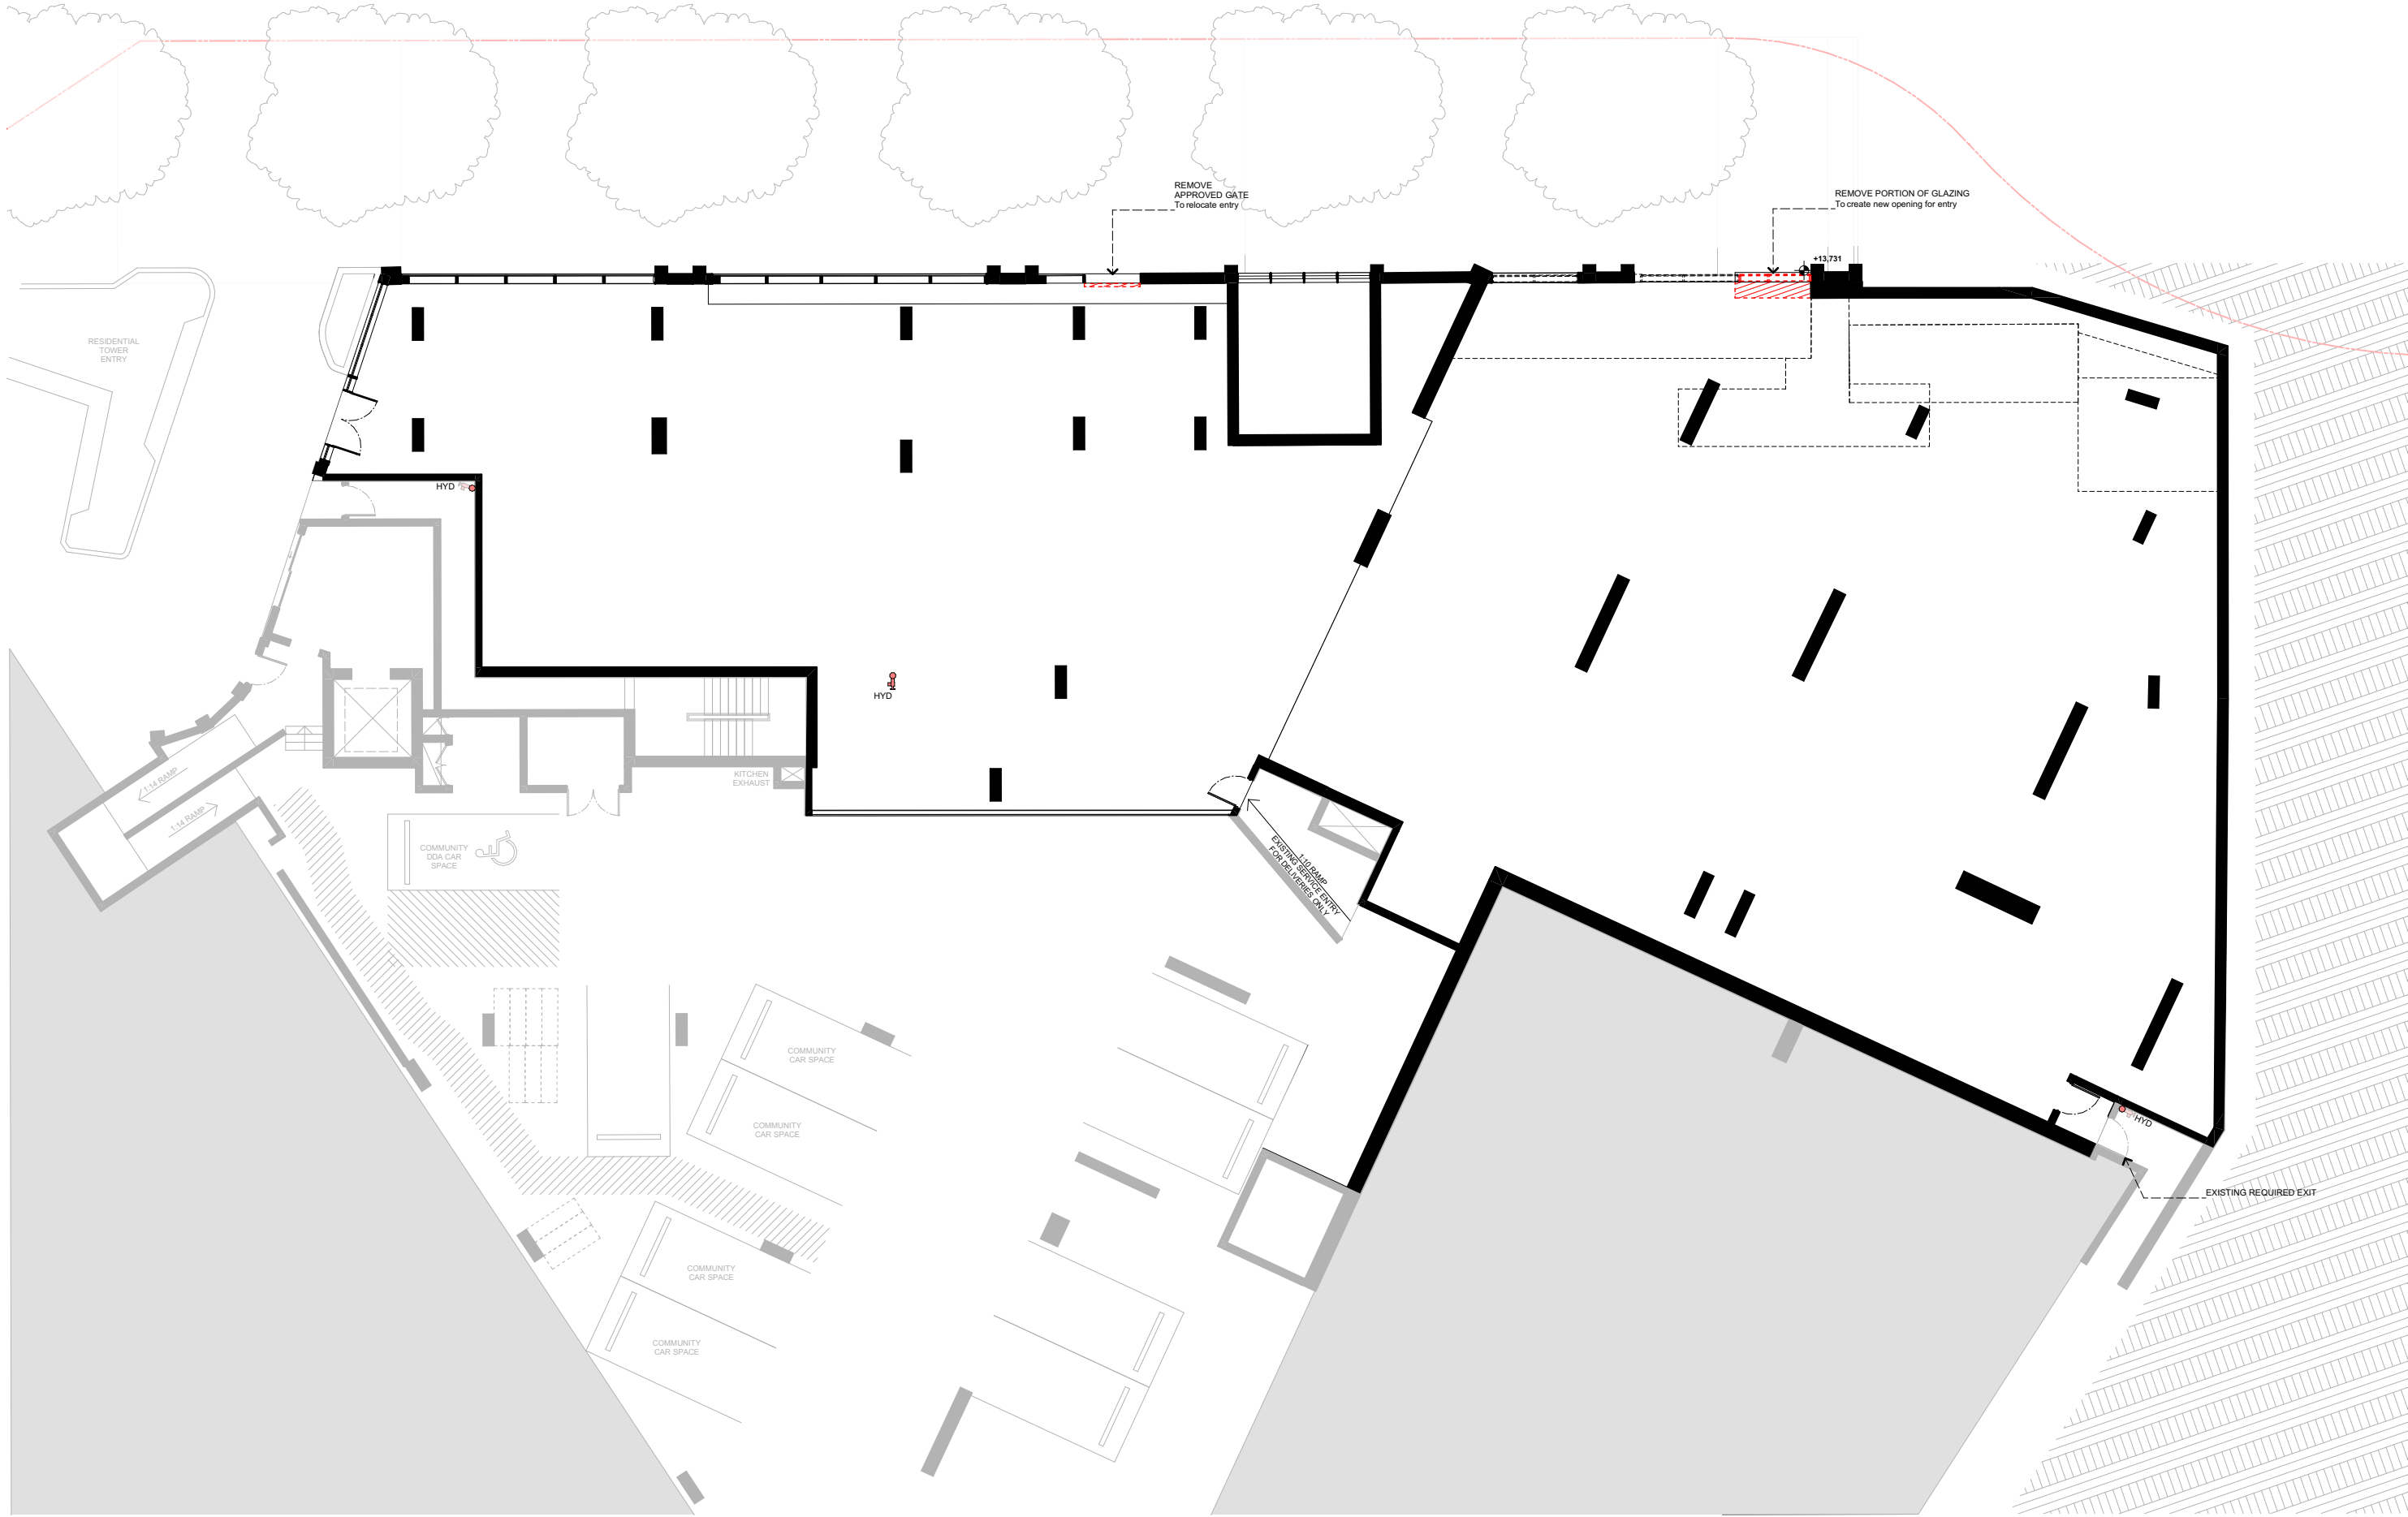 REMOVE
APPROVED GATE
To relocate entry
REMOVE PORTION OF GLAZING
To create new opening for entry
+13,731
RESIDENTIAL
TOWER
ENTRY
HYD
HYD
KITCHEN
EXHAUST
1:14 RAMP
1:14 RAMP
COMMUNITY
DDA CAR
SPACE
1:10 RAMP
EXISTING SERVICE ENTRY
FOR DELIVERIES ONLY
COMMUNITY
CAR SPACE
COMMUNITY
CAR SPACE
HYD
EXISTING REQUIRED EXIT
COMMUNITY
CAR SPACE
COMMUNITY
CAR SPACE